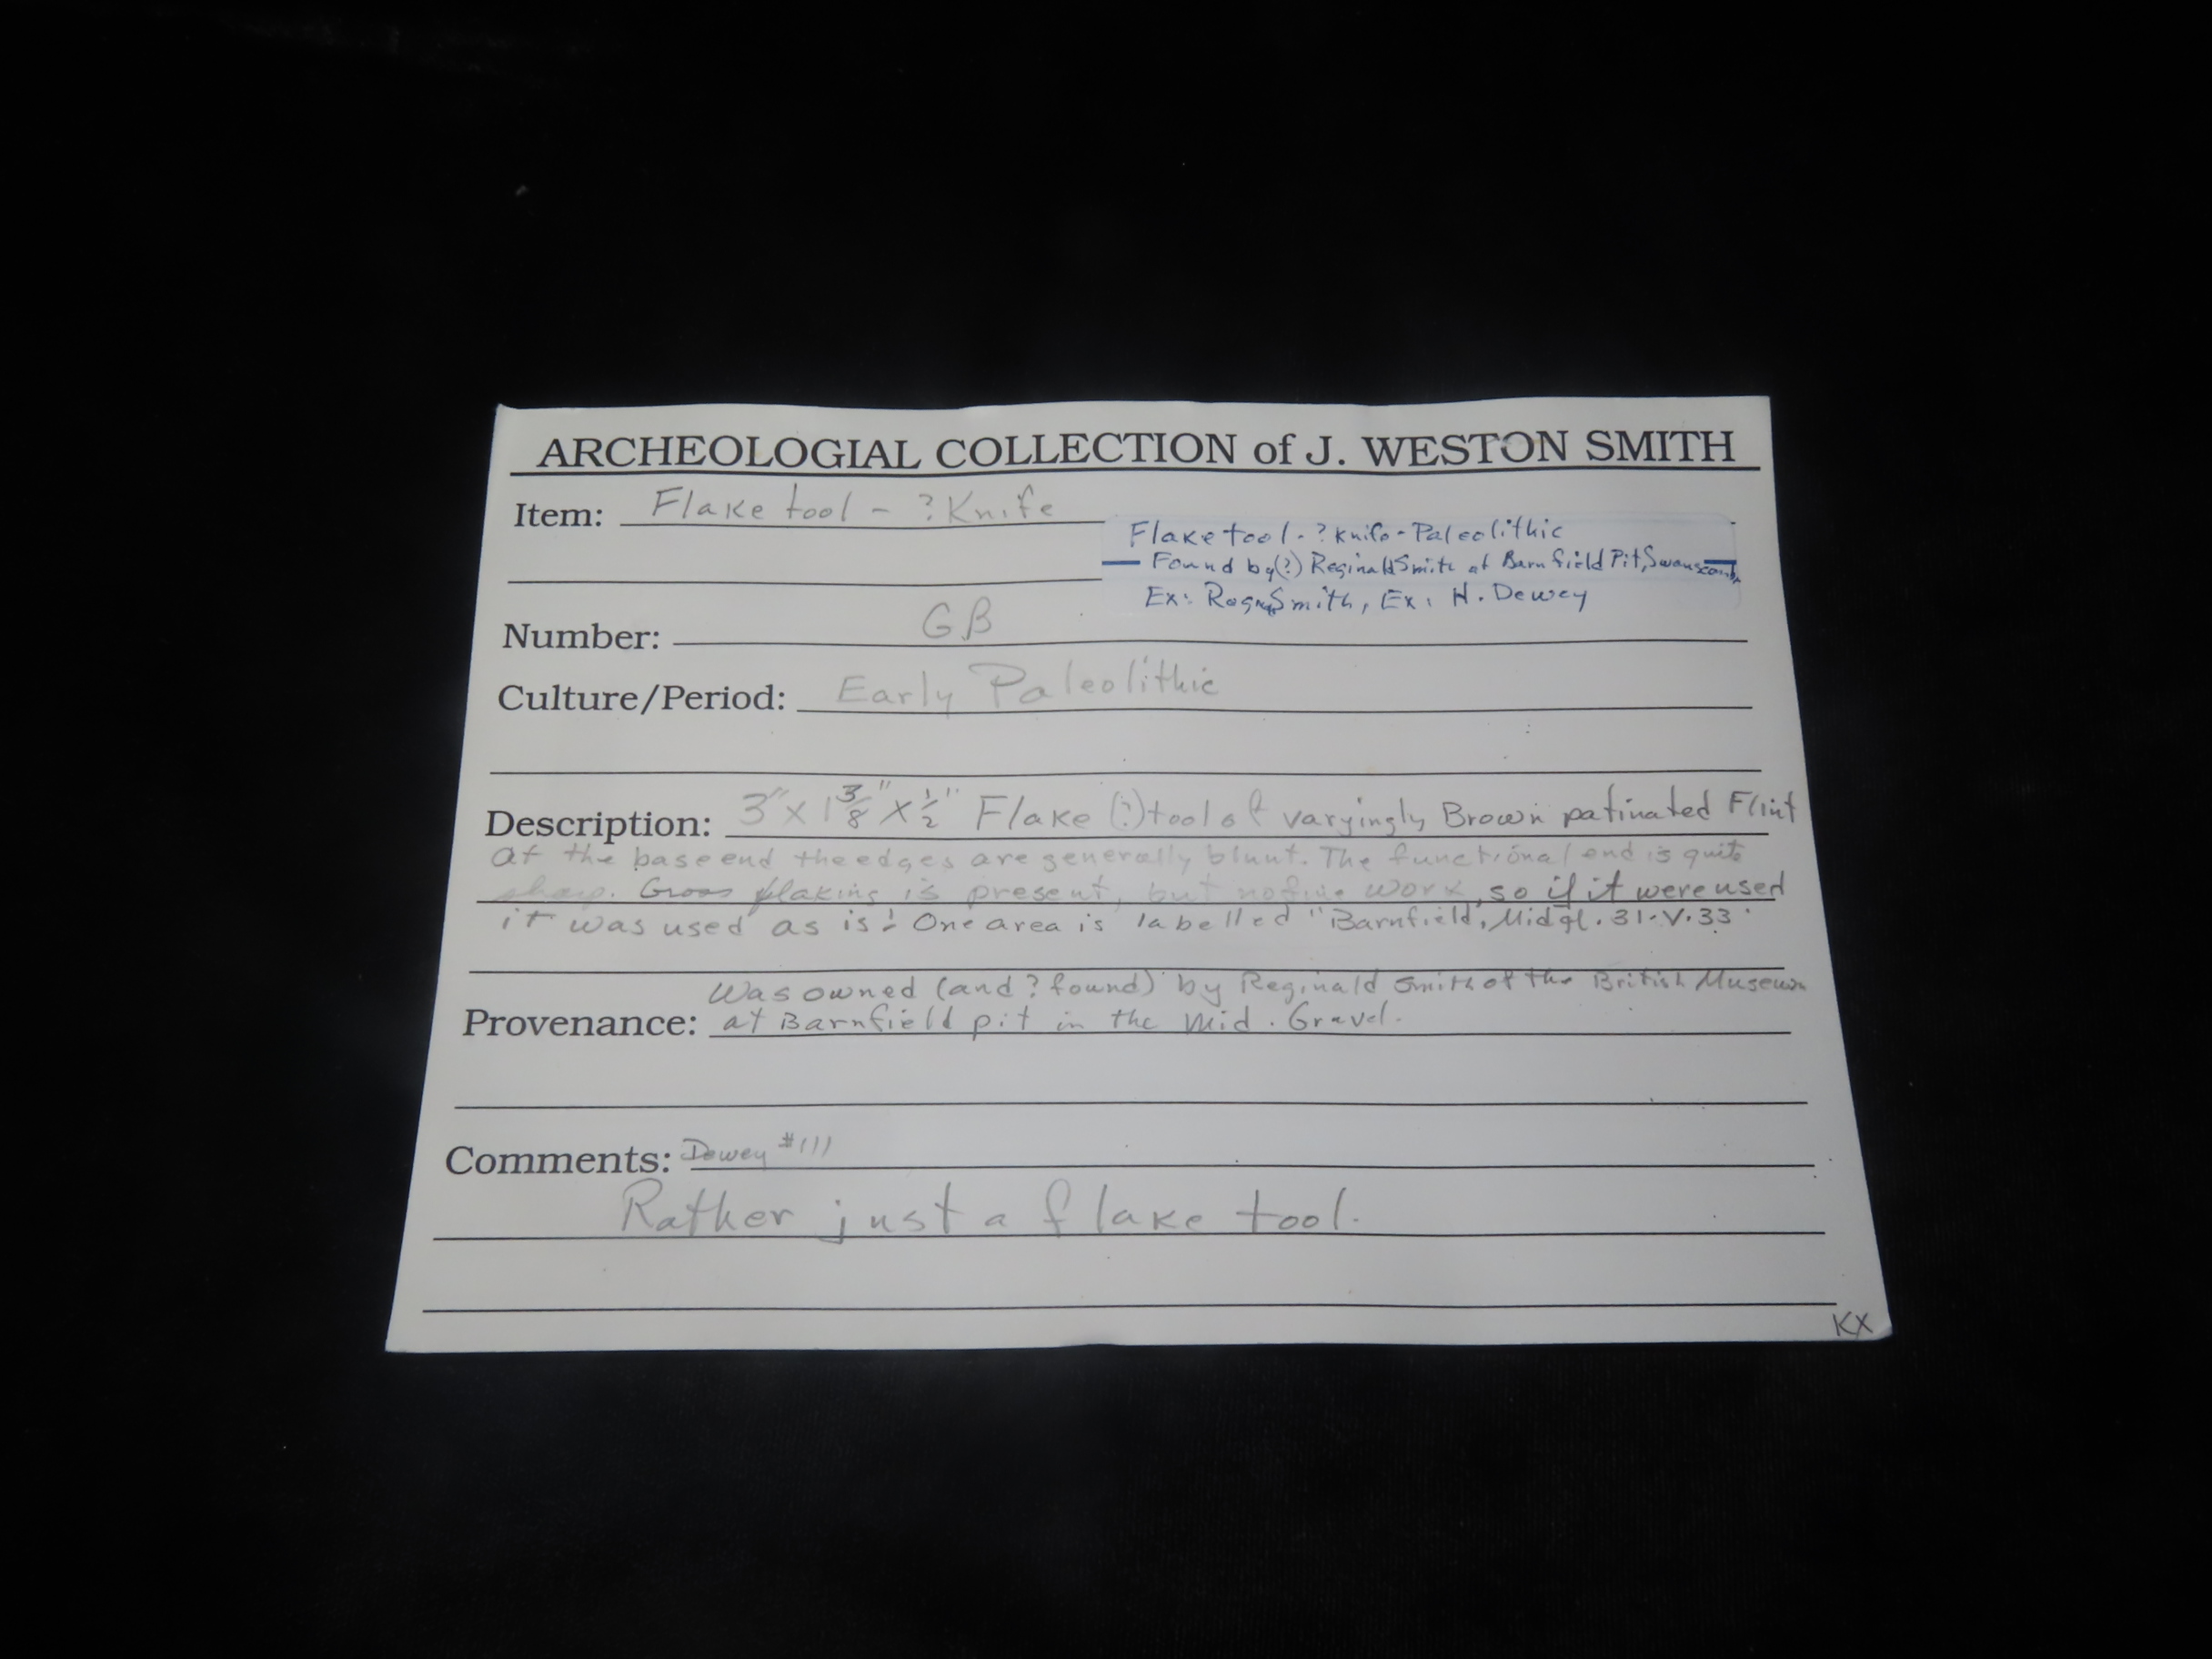 ARCHEOLOGIAL COLLECTION of J. WESTON SMITH
Item: Flake tool - ? Knife
Flake tool - ? Knife - Paleolithic
Found by (?) Reginald Smith at Barnfield Pit, Swanscombe
Ex: Smith, Ex: H. Dewey
Number: GB
Culture/Period: Early Paleolithic
Description: 3" x 1 3/8" x 1/2" Flake (?) tool of varyingly Brown patinated Flint
At the base end the edges are generally blunt. The functional end is quite
sharp. Gross flaking is present, but no fine work, so if it were used
it was used as is! One area is labelled "Barnfield, Mid gl. 31.V.33"
Was owned (and ? found) by Reginald Smith of the British Museum
Provenance: at Barnfield pit in the Mid. Gravel.
Comments: Dewey #111
Rather just a flake tool.
KX